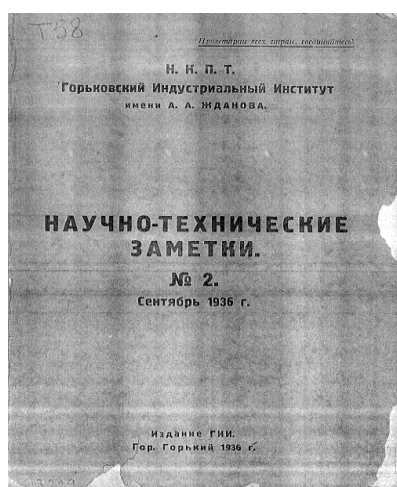 Т58
Пролетарии всех стран, соединяйтесь!
Н. К. П. Т.
Горьковский Индустриальный Институт
имени А. А. ЖДАНОВА.
НАУЧНО-ТЕХНИЧЕСКИЕ
ЗАМЕТКИ.
№ 2.
Сентябрь 1936 г.
Издание ГИИ.
Гор. Горький 1936 г.